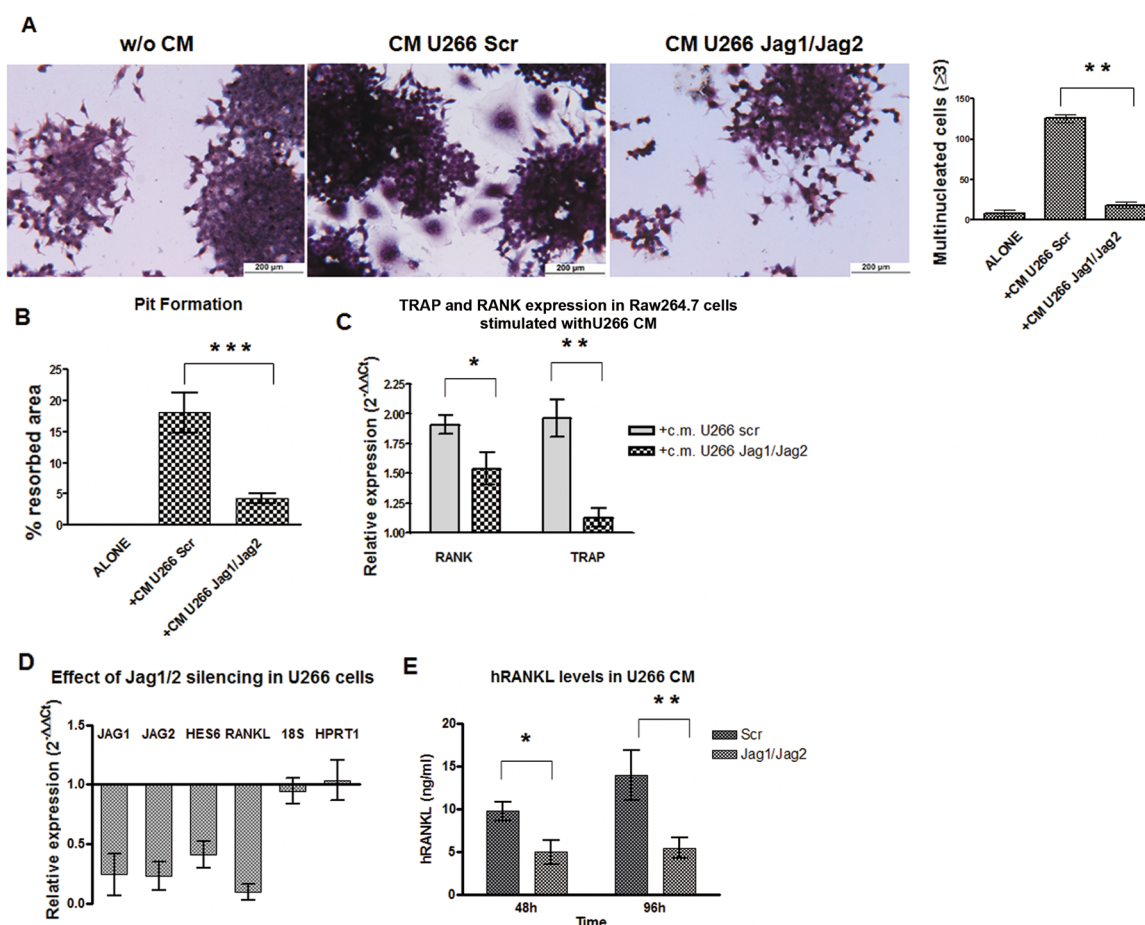 A
w/o CM
CM U266 Scr
CM U266 Jag1/Jag2
200 µm
200 µm
200 µm
Multinucleated cells (≥3)
150
100
50
0
**
ALONE
+CM U266 Scr
+CM U266 Jag1/Jag2
B
Pit Formation
% resorbed area
25
20
15
10
5
0
***
ALONE
+CM U266 Scr
+CM U266 Jag1/Jag2
C
TRAP and RANK expression in Raw264.7 cells
stimulated withU266 CM
Relative expression (2-ΔΔCt)
2.25
2.00
1.75
1.50
1.25
1.00
*
**
RANK
TRAP
+c.m. U266 scr
+c.m. U266 Jag1/Jag2
D
Effect of Jag1/2 silencing in U266 cells
Relative expression (2-ΔΔCt)
1.5
1.0
0.5
0.0
JAG1 JAG2 HES6 RANKL 18S HPRT1
E
hRANKL levels in U266 CM
hRANKL (ng/ml)
20
15
10
5
0
*
**
48h
96h
Time
Scr
Jag1/Jag2